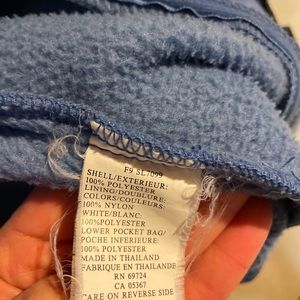 F9 SL7099
SHELL/EXTERIEUR:
100% POLYESTER
LINING/DOUBLURE:
COLORS/COULEURS:
100% NYLON
WHITE/BLANC:
100% POLYESTER
LOWER POCKET BAG/
POCHE INFERIEURE:
100% POLYESTER
MADE IN THAILAND
FABRIQUE EN THAILANDE
RN 69724
CA 05367
CARE ON REVERSE SIDE